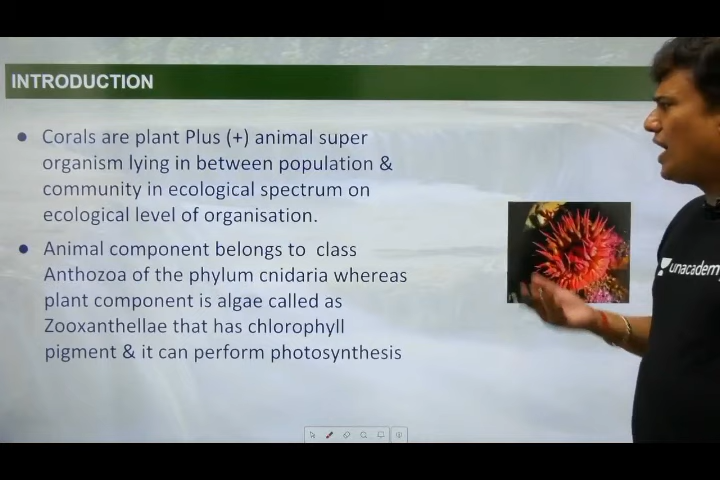 INTRODUCTION
Corals are plant Plus (+) animal super
organism lying in between population &
community in ecological spectrum on
ecological level of organisation.
Animal component belongs to class
Anthozoa of the phylum cnidaria whereas
plant component is algae called as
Zooxanthellae that has chlorophyll
pigment & it can perform photosynthesis
unacademy